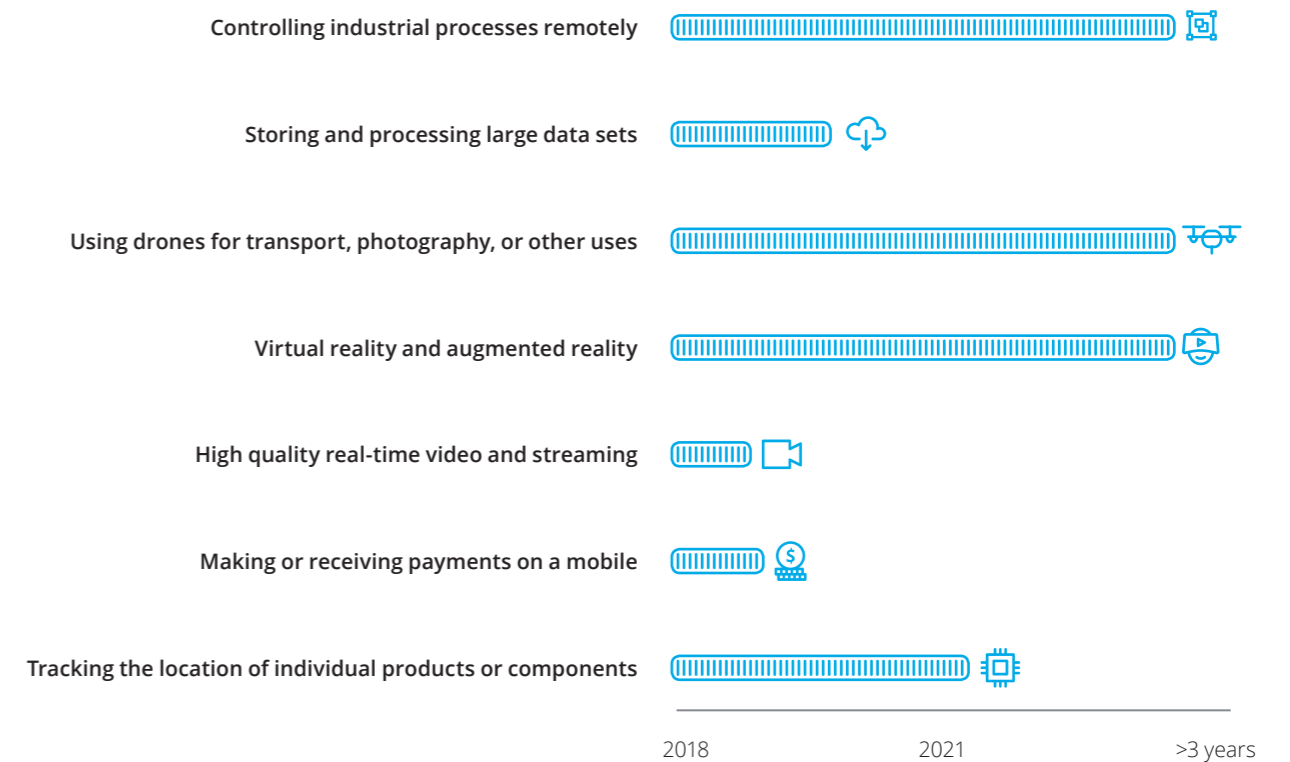 Controlling industrial processes remotely
Storing and processing large data sets
Using drones for transport, photography, or other uses
Virtual reality and augmented reality
High quality real-time video and streaming
Making or receiving payments on a mobile
$
Tracking the location of individual products or components
2018 2021 >3 years